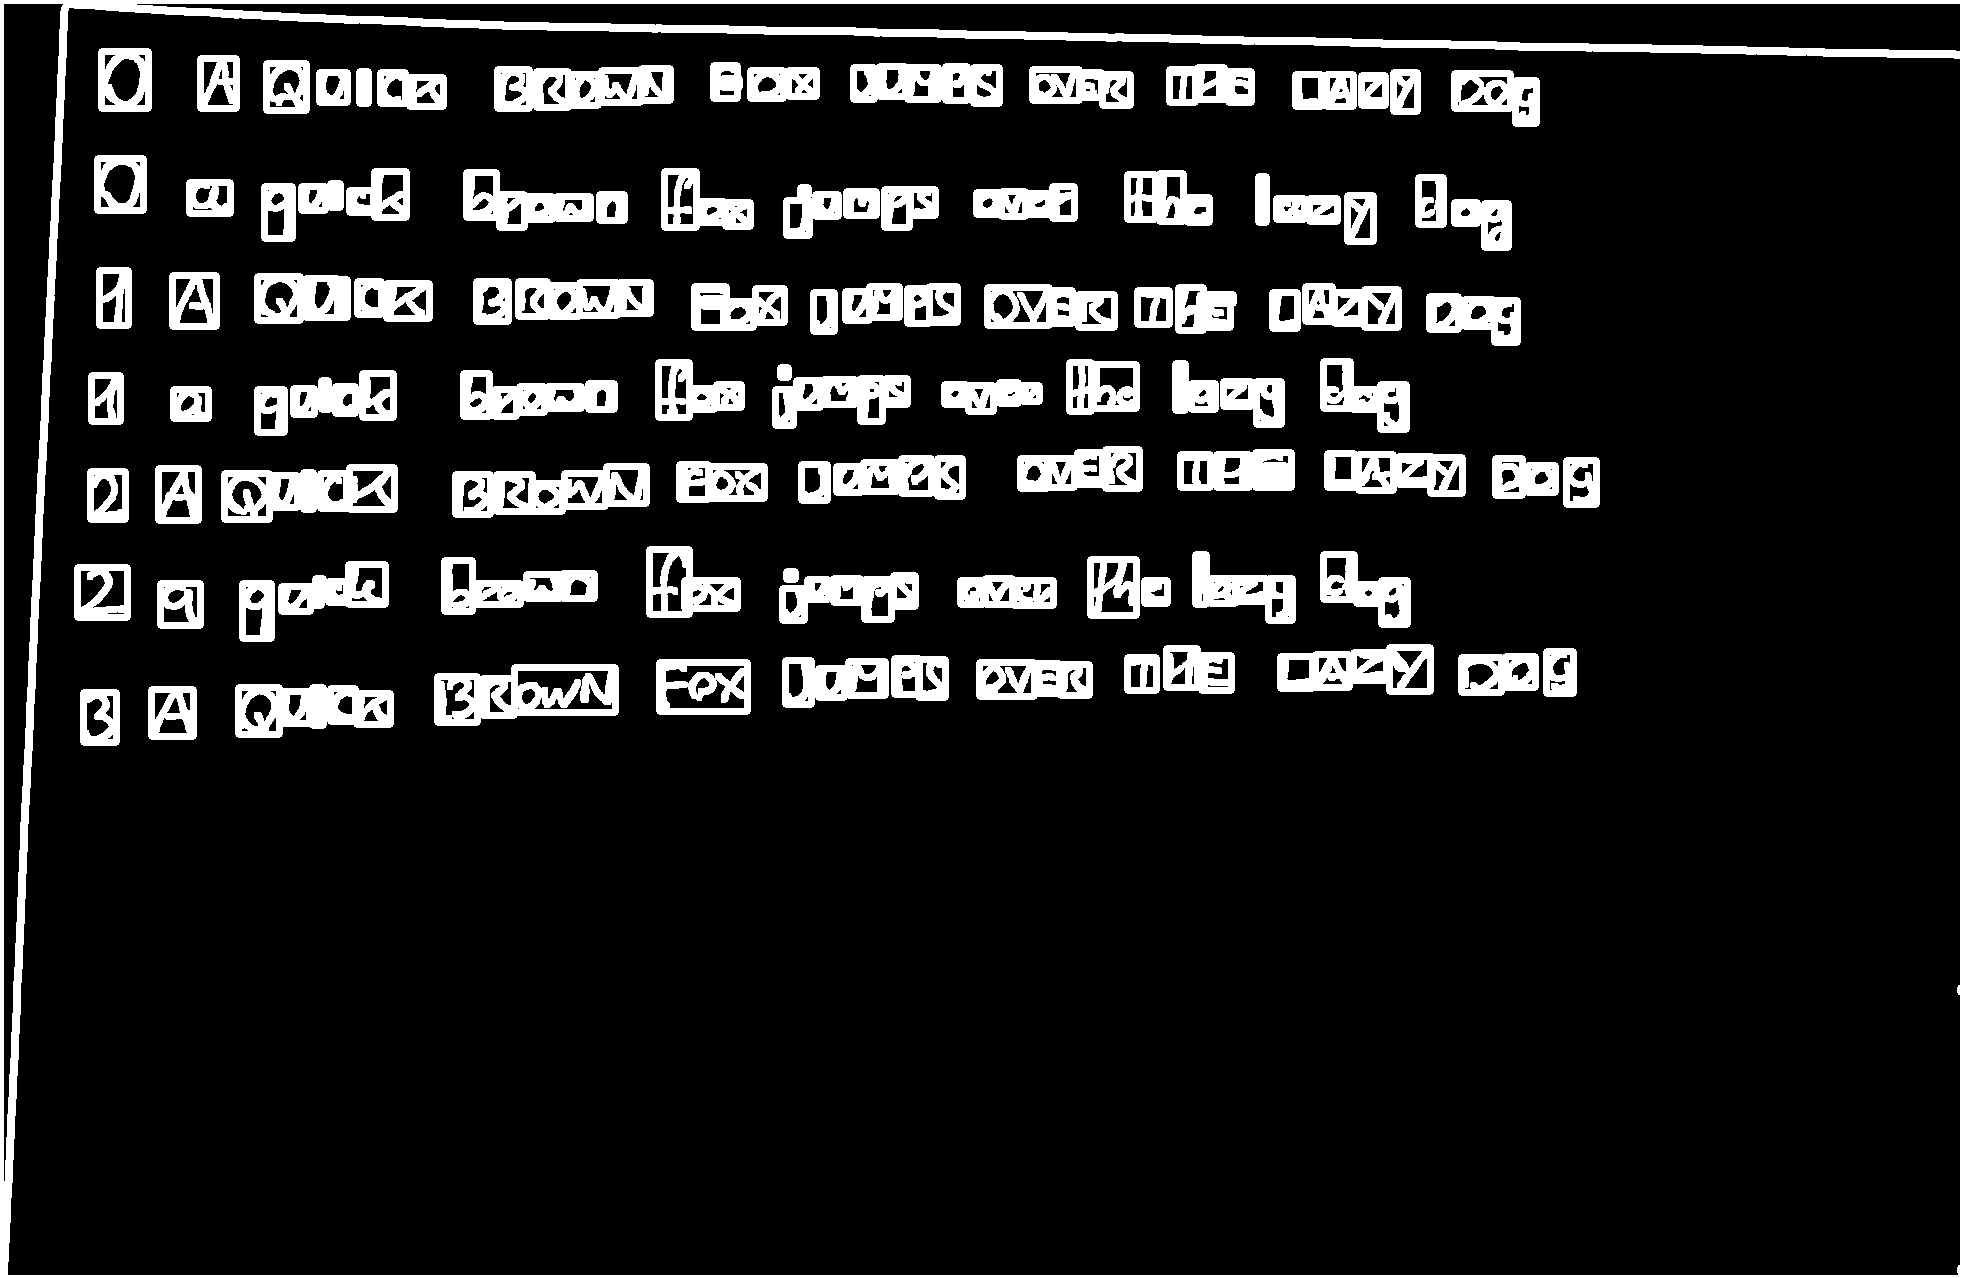 0 A QUICK BROWN FOX JUMPS OVER THE LAZY DOg
0 a quick brown fox jumps over the lazy dog
1 A QUICK BROWN FOX JUMPS OVER THE LAZY DOg
1 a quick brown fox jumps over the lazy dog
2 A QUICK BROWN FOX JUMPS OVER THE LAZY DOg
2 a quick brown fox jumps over the lazy dog
3 A QUICK BROWN FOX JUMPS OVER THE LAZY DOg